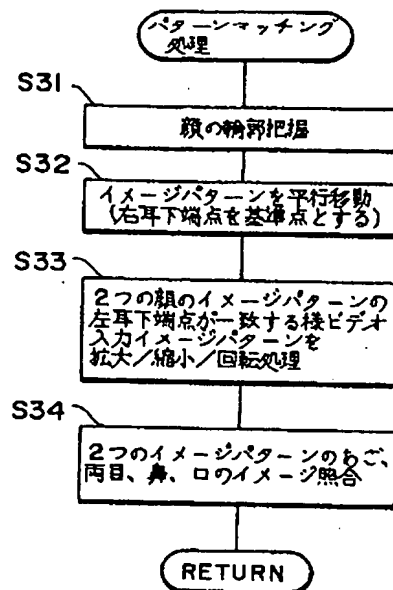 パターンマッチング
処理
S31
顔の輪郭把握
S32
イメージパターンを平行移動
(右耳下端点を基準点とする)
S33
2つの顔のイメージパターンの
左耳下端点が一致する様ビデオ
入力イメージパターンを
拡大/縮小/回転処理
S34
2つのイメージパターンのあご、
両目、鼻、口のイメージ照合
RETURN